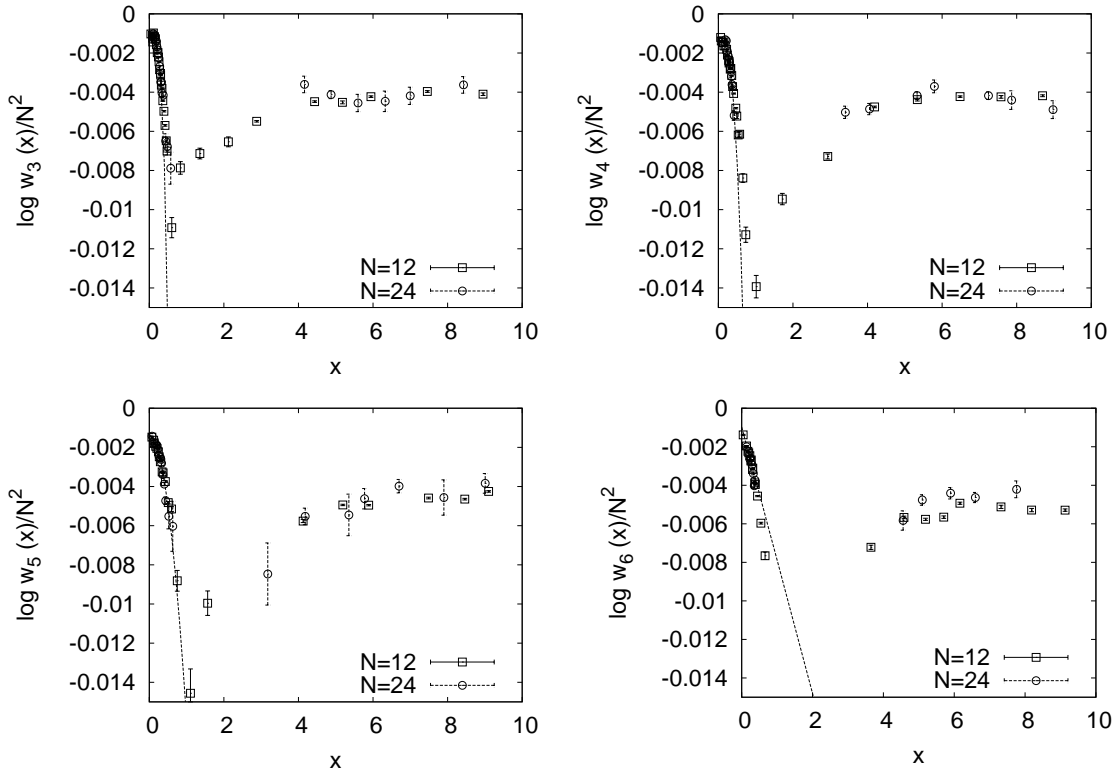 log w3 (x)/N2
0
-0.002
-0.004
-0.006
-0.008
-0.01
-0.012
-0.014
N=12
N=24
0 2 4 6 8 10
x
log w4 (x)/N2
0
-0.002
-0.004
-0.006
-0.008
-0.01
-0.012
-0.014
N=12
N=24
0 2 4 6 8 10
x
log w5 (x)/N2
0
-0.002
-0.004
-0.006
-0.008
-0.01
-0.012
-0.014
N=12
N=24
0 2 4 6 8 10
x
log w6 (x)/N2
0
-0.002
-0.004
-0.006
-0.008
-0.01
-0.012
-0.014
N=12
N=24
0 2 4 6 8 10
x